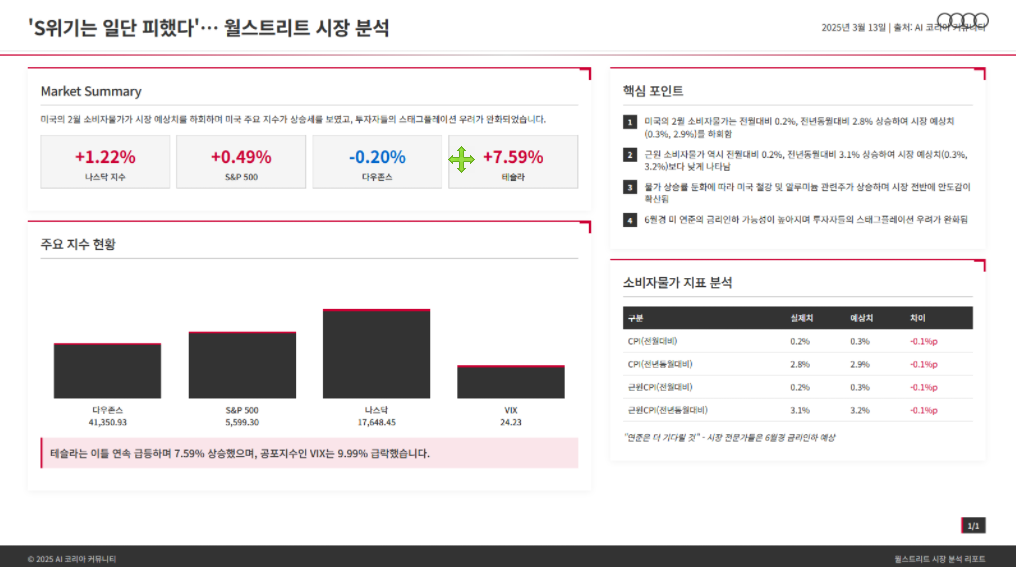 'S위기는 일단 피했다'… 월스트리트 시장 분석
2025년 3월 13일 | 출처: AI 코리아 커뮤니티
Market Summary
미국의 2월 소비자물가가 시장 예상치를 하회하며 미국 주요 지수가 상승세를 보였고, 투자자들의 스태그플레이션 우려가 완화되었습니다.
+1.22%
나스닥 지수
+0.49%
S&P 500
-0.20%
다우존스
+7.59%
테슬라
주요 지수 현황
다우존스
41,350.93
S&P 500
5,599.30
나스닥
17,648.45
VIX
24.23
테슬라는 이틀 연속 급등하며 7.59% 상승했으며, 공포지수인 VIX는 9.99% 급락했습니다.
핵심 포인트
1 미국의 2월 소비자물가는 전월대비 0.2%, 전년동월대비 2.8% 상승하여 시장 예상치
(0.3%, 2.9%)를 하회함
2 근원 소비자물가 역시 전월대비 0.2%, 전년동월대비 3.1% 상승하여 시장 예상치(0.3%,
3.2%)보다 낮게 나타남
3 물가 상승률 둔화에 따라 미국 철강 및 알루미늄 관련주가 상승하며 시장 전반에 안도감이
확산됨
4 6월경 미 연준의 금리인하 가능성이 높아지며 투자자들의 스태그플레이션 우려가 완화됨
소비자물가 지표 분석
구분 실제치 예상치 차이
CPI(전월대비) 0.2% 0.3% -0.1%p
CPI(전년동월대비) 2.8% 2.9% -0.1%p
근원CPI(전월대비) 0.2% 0.3% -0.1%p
근원CPI(전년동월대비) 3.1% 3.2% -0.1%p
"연준은 더 기다릴 것" - 시장 전문가들은 6월경 금리인하 예상
1/1
© 2025 AI 코리아 커뮤니티
월스트리트 시장 분석 리포트